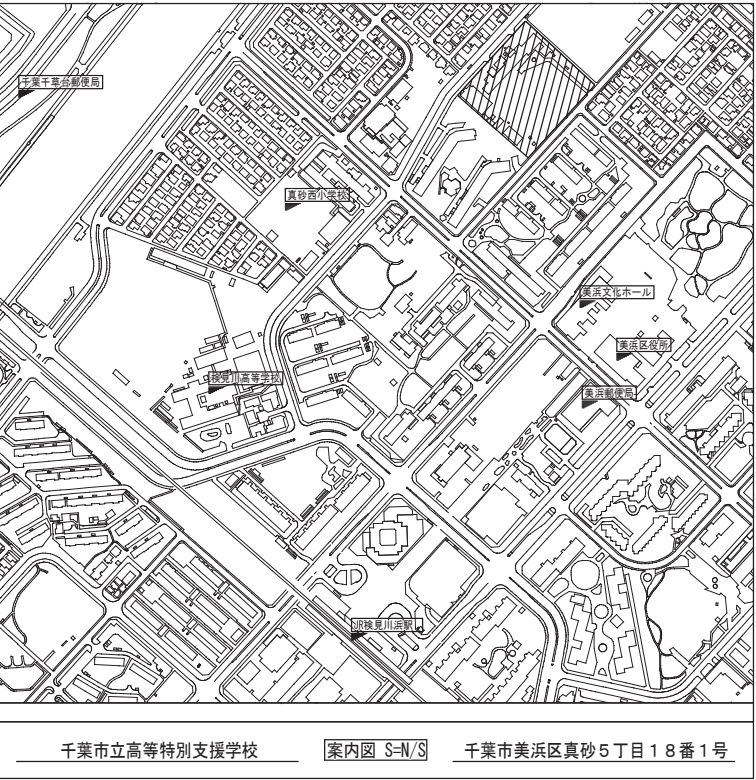 千葉千草台郵便局
真砂西小学校
美浜文化ホール
美浜区役所
検見川高等学校
美浜郵便局
JR検見川浜駅
千葉市立高等特別支援学校
案内図 S=N/S
千葉市美浜区真砂５丁目１８番１号